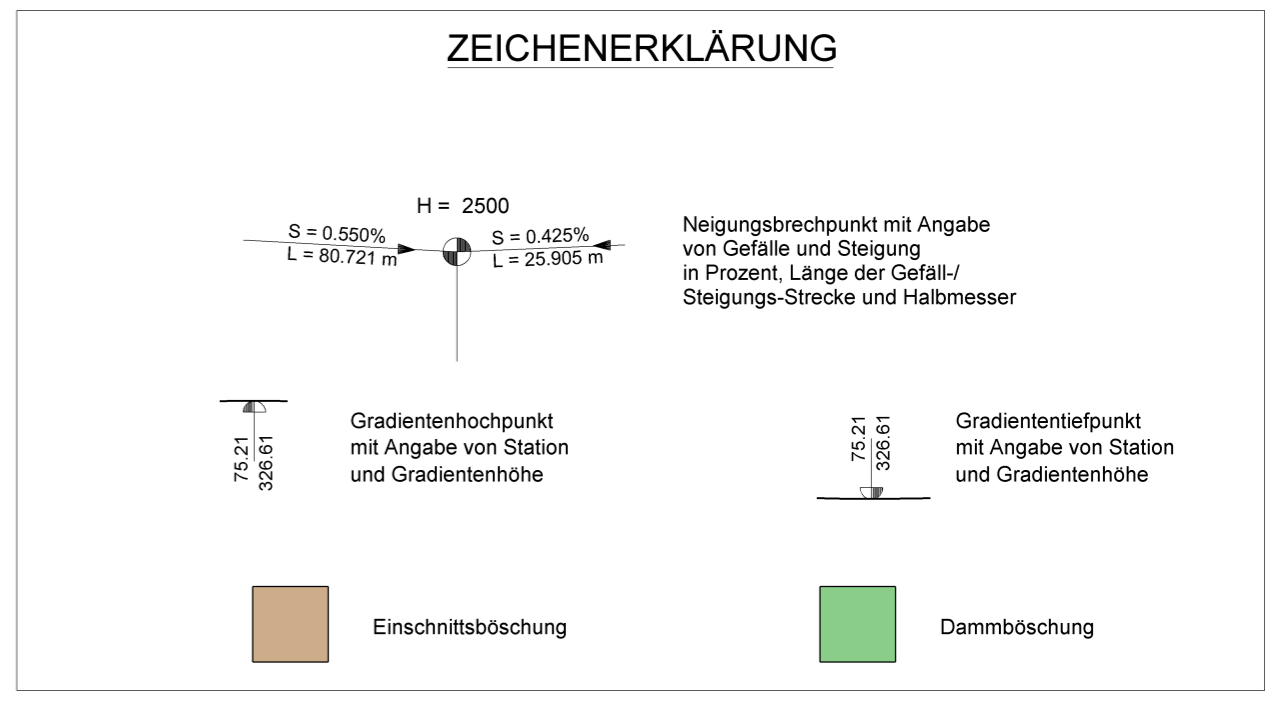 ZEICHENERKLÄRUNG
H = 2500
S = 0.550%
L = 80.721 m
S = 0.425%
L = 25.905 m
Neigungsbrechpunkt mit Angabe
von Gefälle und Steigung
in Prozent, Länge der Gefäll-/
Steigungs-Strecke und Halbmesser
75.21
326.61
Gradientenhochpunkt
mit Angabe von Station
und Gradientenhöhe
75.21
326.61
Gradiententiefpunkt
mit Angabe von Station
und Gradientenhöhe
Einschnittsböschung
Dammböschung